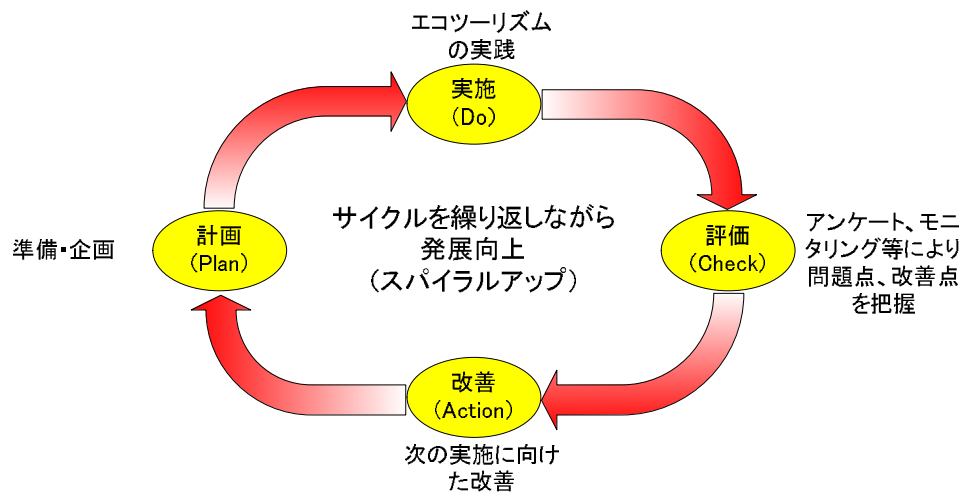 エコツーリズム
の実践
実施
(Do)
サイクルを繰り返しながら
発展向上
(スパイラルアップ)
準備・企画
計画
(Plan)
評価
(Check)
アンケート、モニ
タリング等により
問題点、改善点
を把握
改善
(Action)
次の実施に向け
た改善